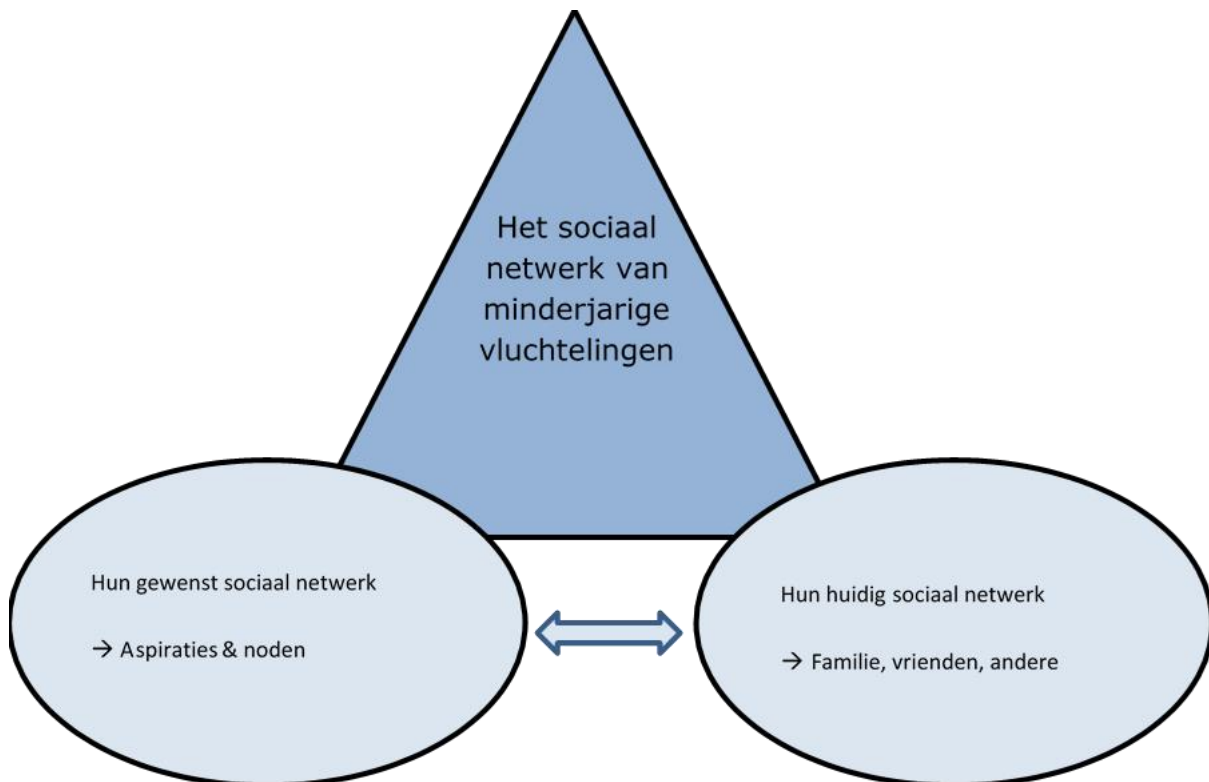 Het sociaal
netwerk van
minderjarige
vluchtelingen
Hun gewenst sociaal netwerk
→ Aspiraties & noden
Hun huidig sociaal netwerk
→ Familie, vrienden, andere